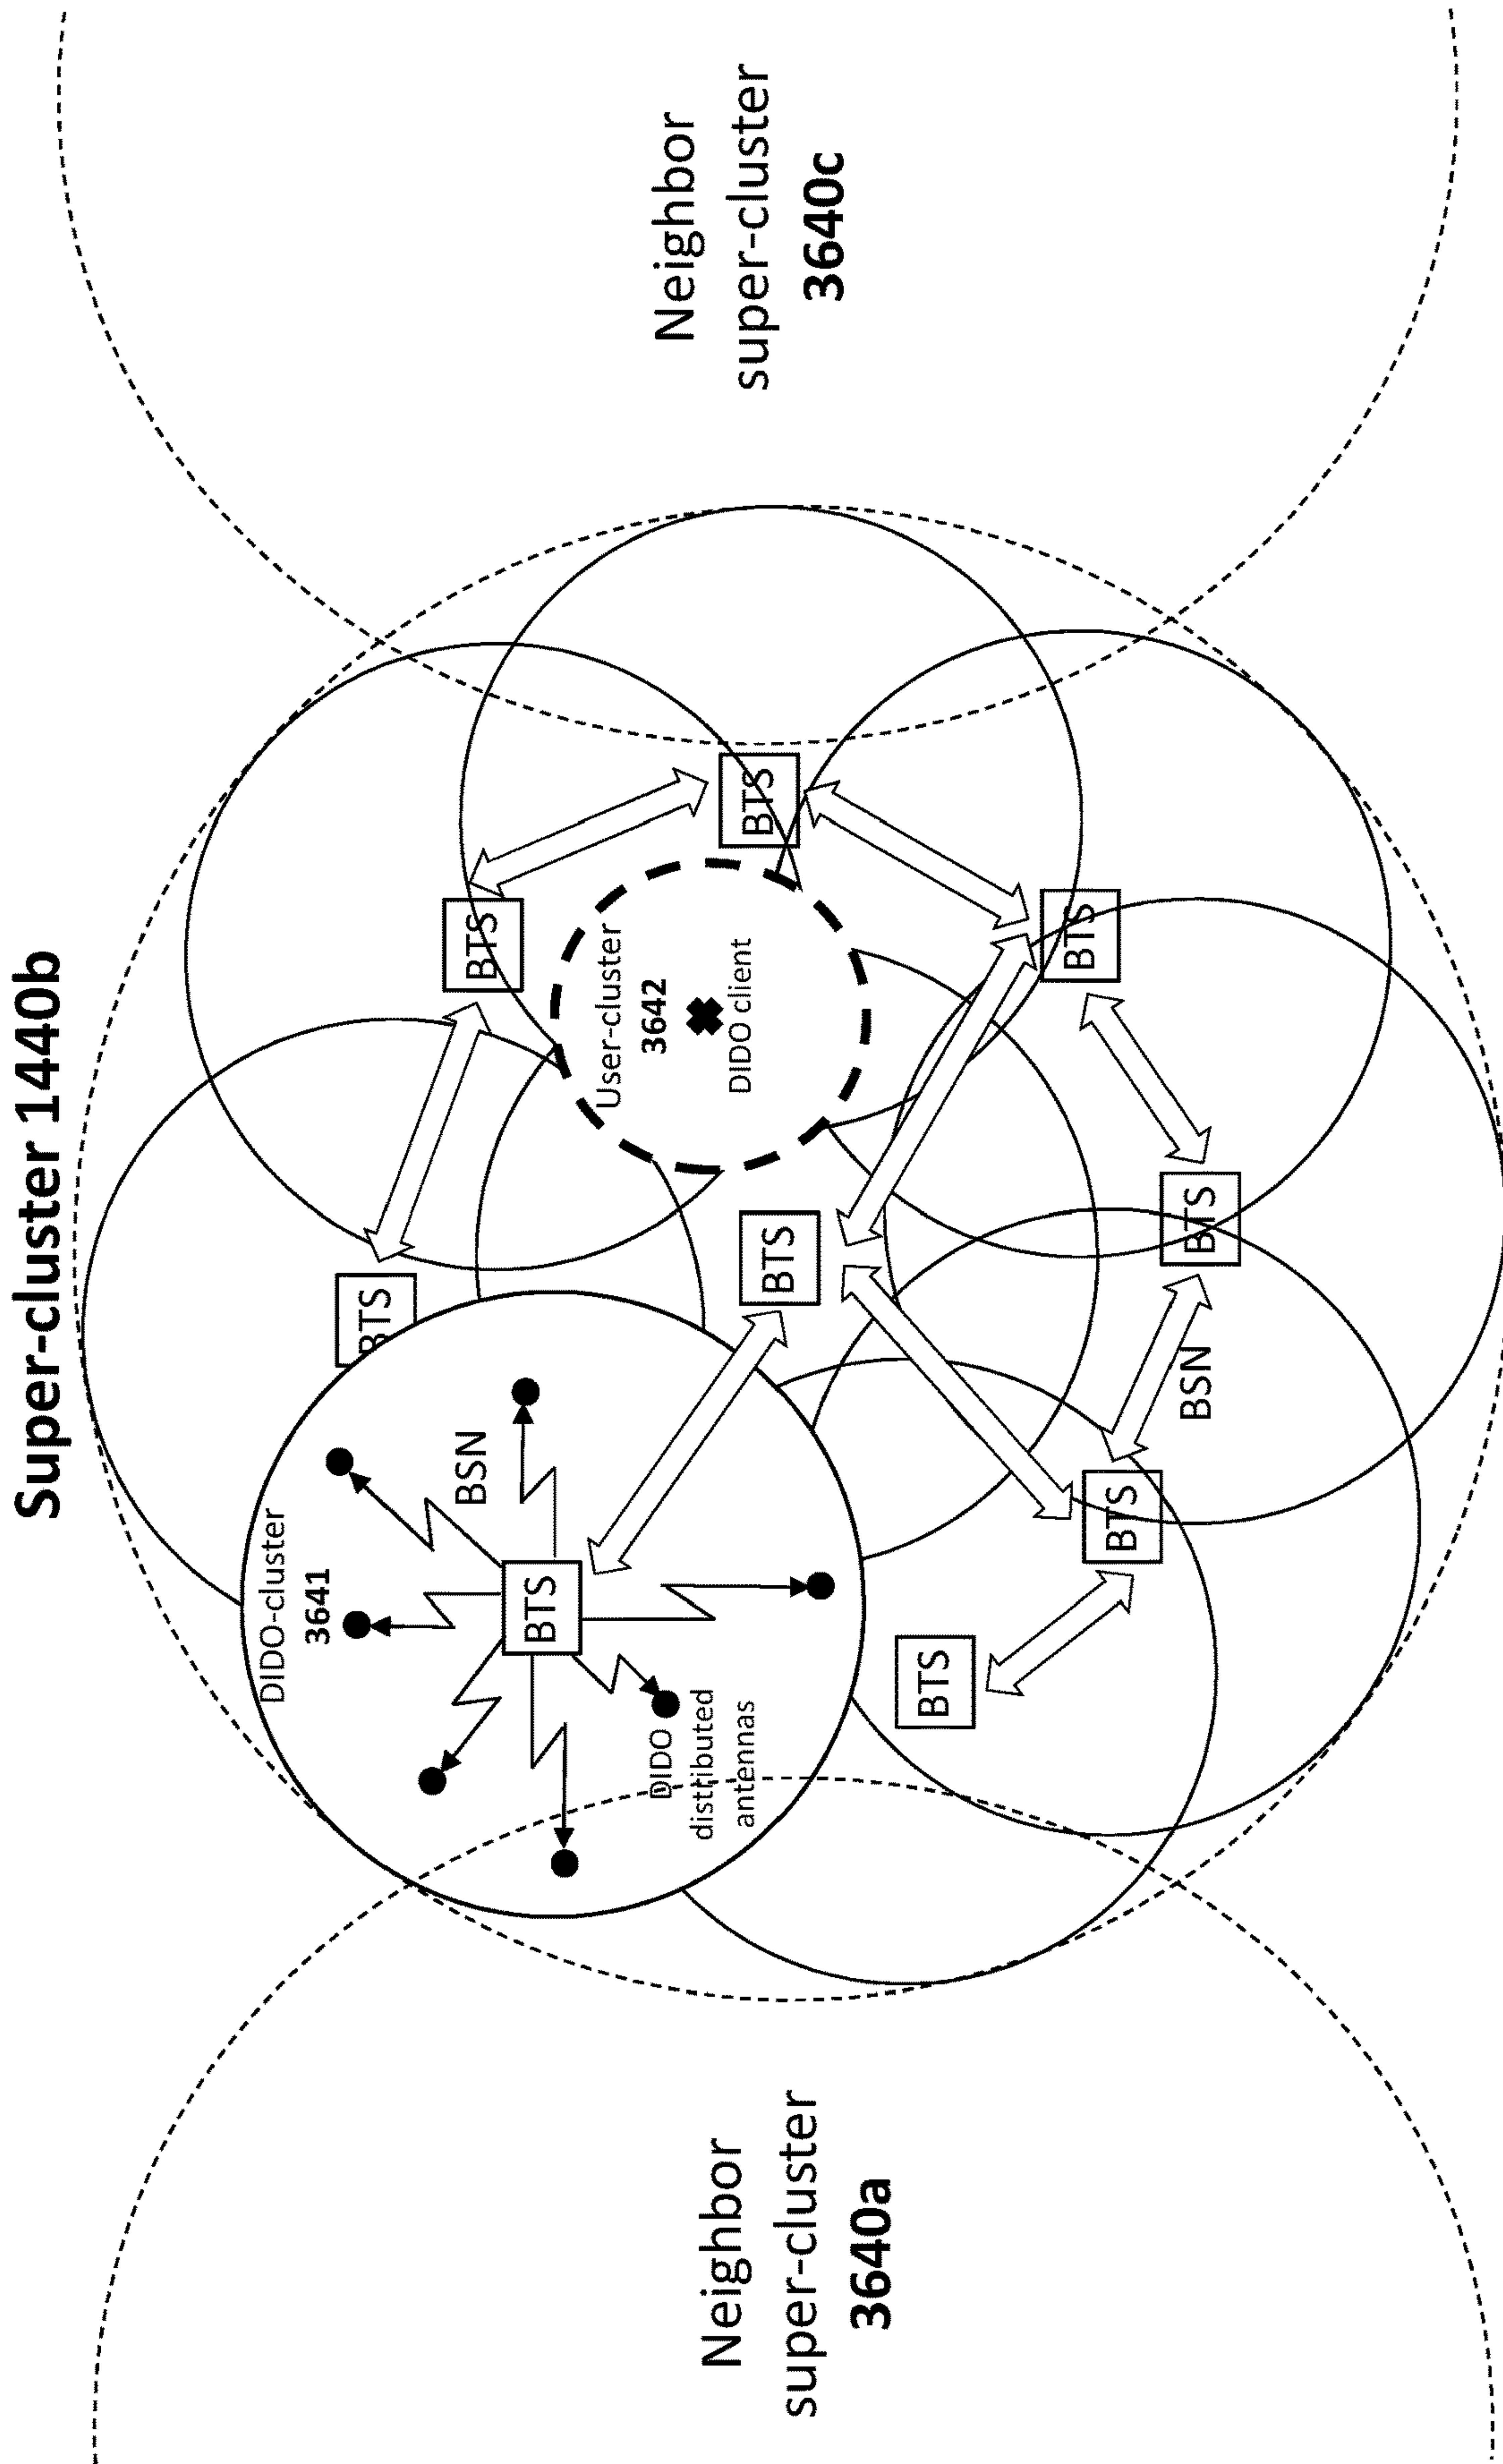 Super-cluster 1440b
DIDO-cluster
3641
BTS
BSN
BTS
BTS
DIDO
distributed
antennas
User-cluster
3642
DIDO client
Neighbor
super-cluster
3640a
BTS
BTS
Neighbor
super-cluster
3640c
BTS
BTS
BTS
BSN
BTS